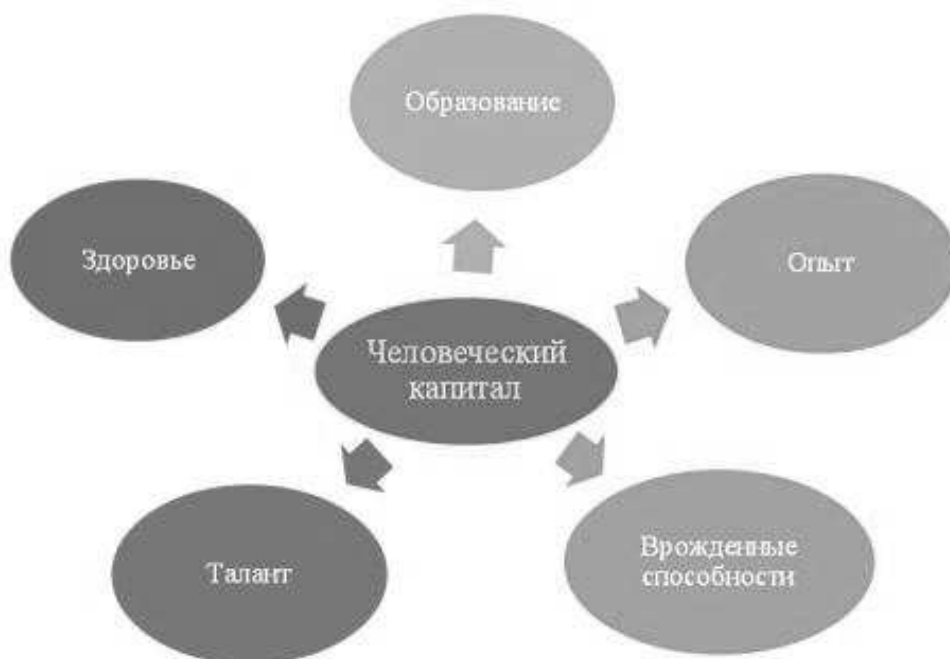 Образование
Здоровье
Опыт
Человеческий
капитал
Талант
Врожденные
способности